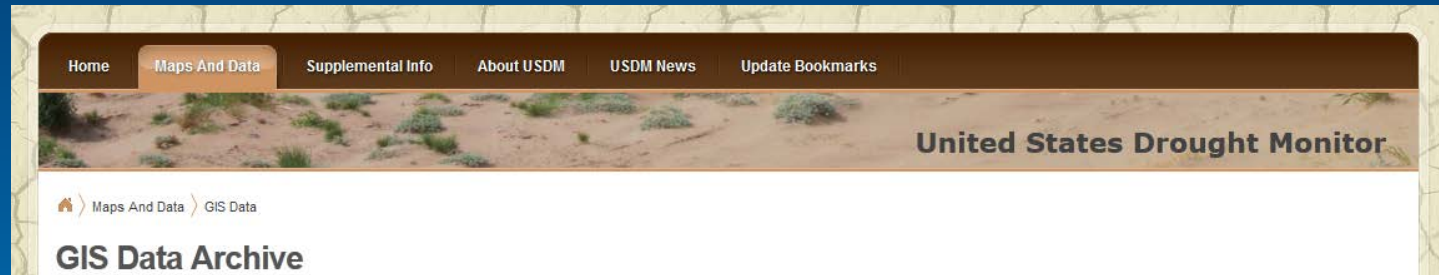 Home Maps And Data Supplemental Info About USDM USDM News Update Bookmarks
United States Drought Monitor
Maps And Data GIS Data
GIS Data Archive